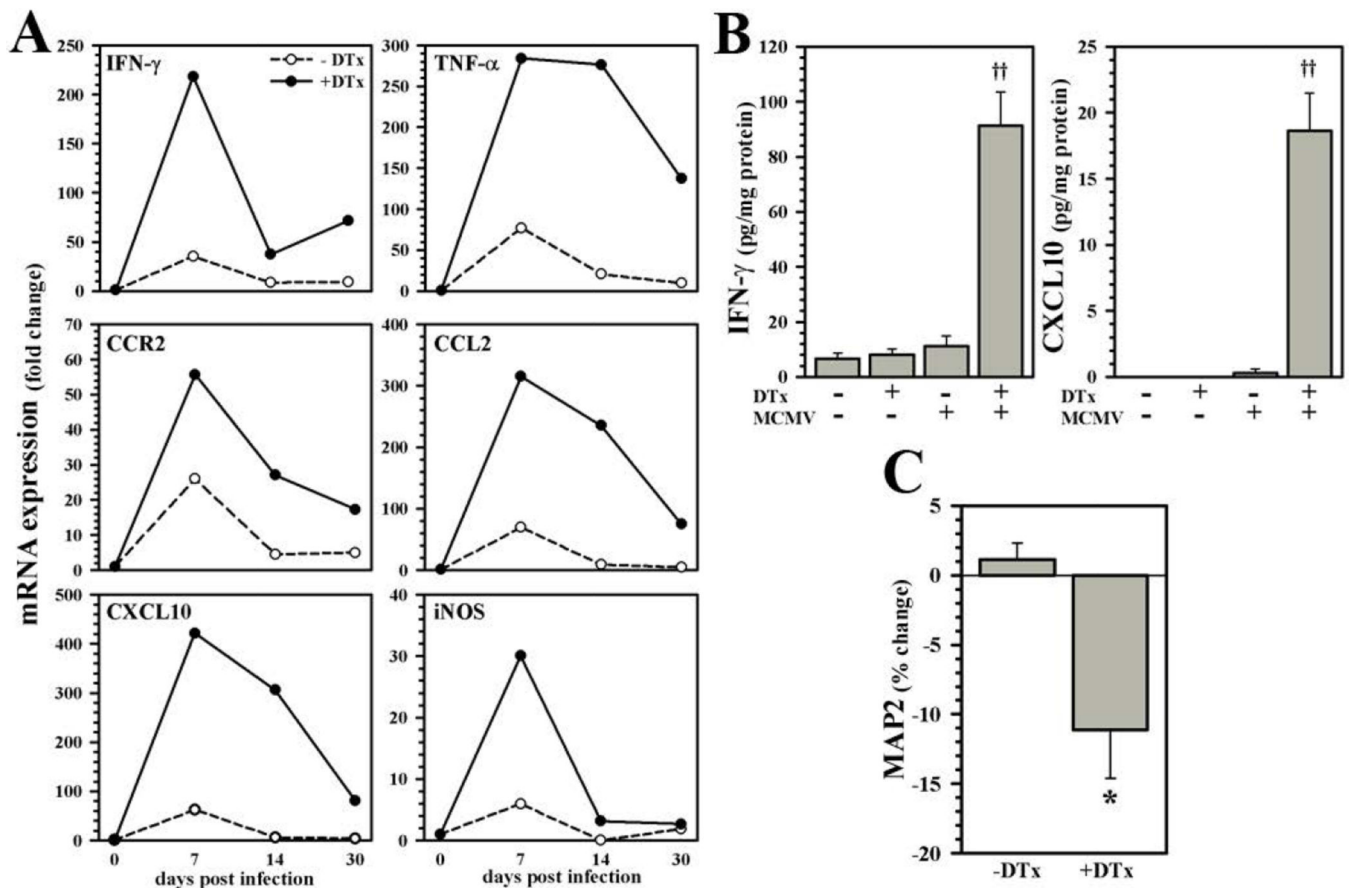 A
mRNA expression (fold change)
IFN-γ
- DTx
+DTx
250
200
150
100
50
0
TNF-α
300
250
200
150
100
50
0
CCR2
70
60
50
40
30
20
10
0
CCL2
400
300
200
100
0
CXCL10
500
400
300
200
100
0
0 7 14 30
days post infection
iNOS
40
30
20
10
0
0 7 14 30
days post infection
B
IFN-γ (pg/mg protein)
120
100
80
60
40
20
0
††
DTx - + - +
MCMV - - + +
CXCL10 (pg/mg protein)
25
20
15
10
5
0
††
- + - +
- - + +
C
MAP2 (% change)
5
0
-5
-10
-15
-20
*
-DTx +DTx